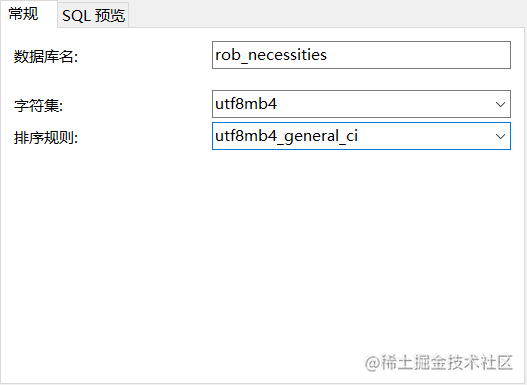 常规 SQL 预览
数据库名: rob_necessities
字符集: utf8mb4
排序规则: utf8mb4_general_ci
@稀土掘金技术社区